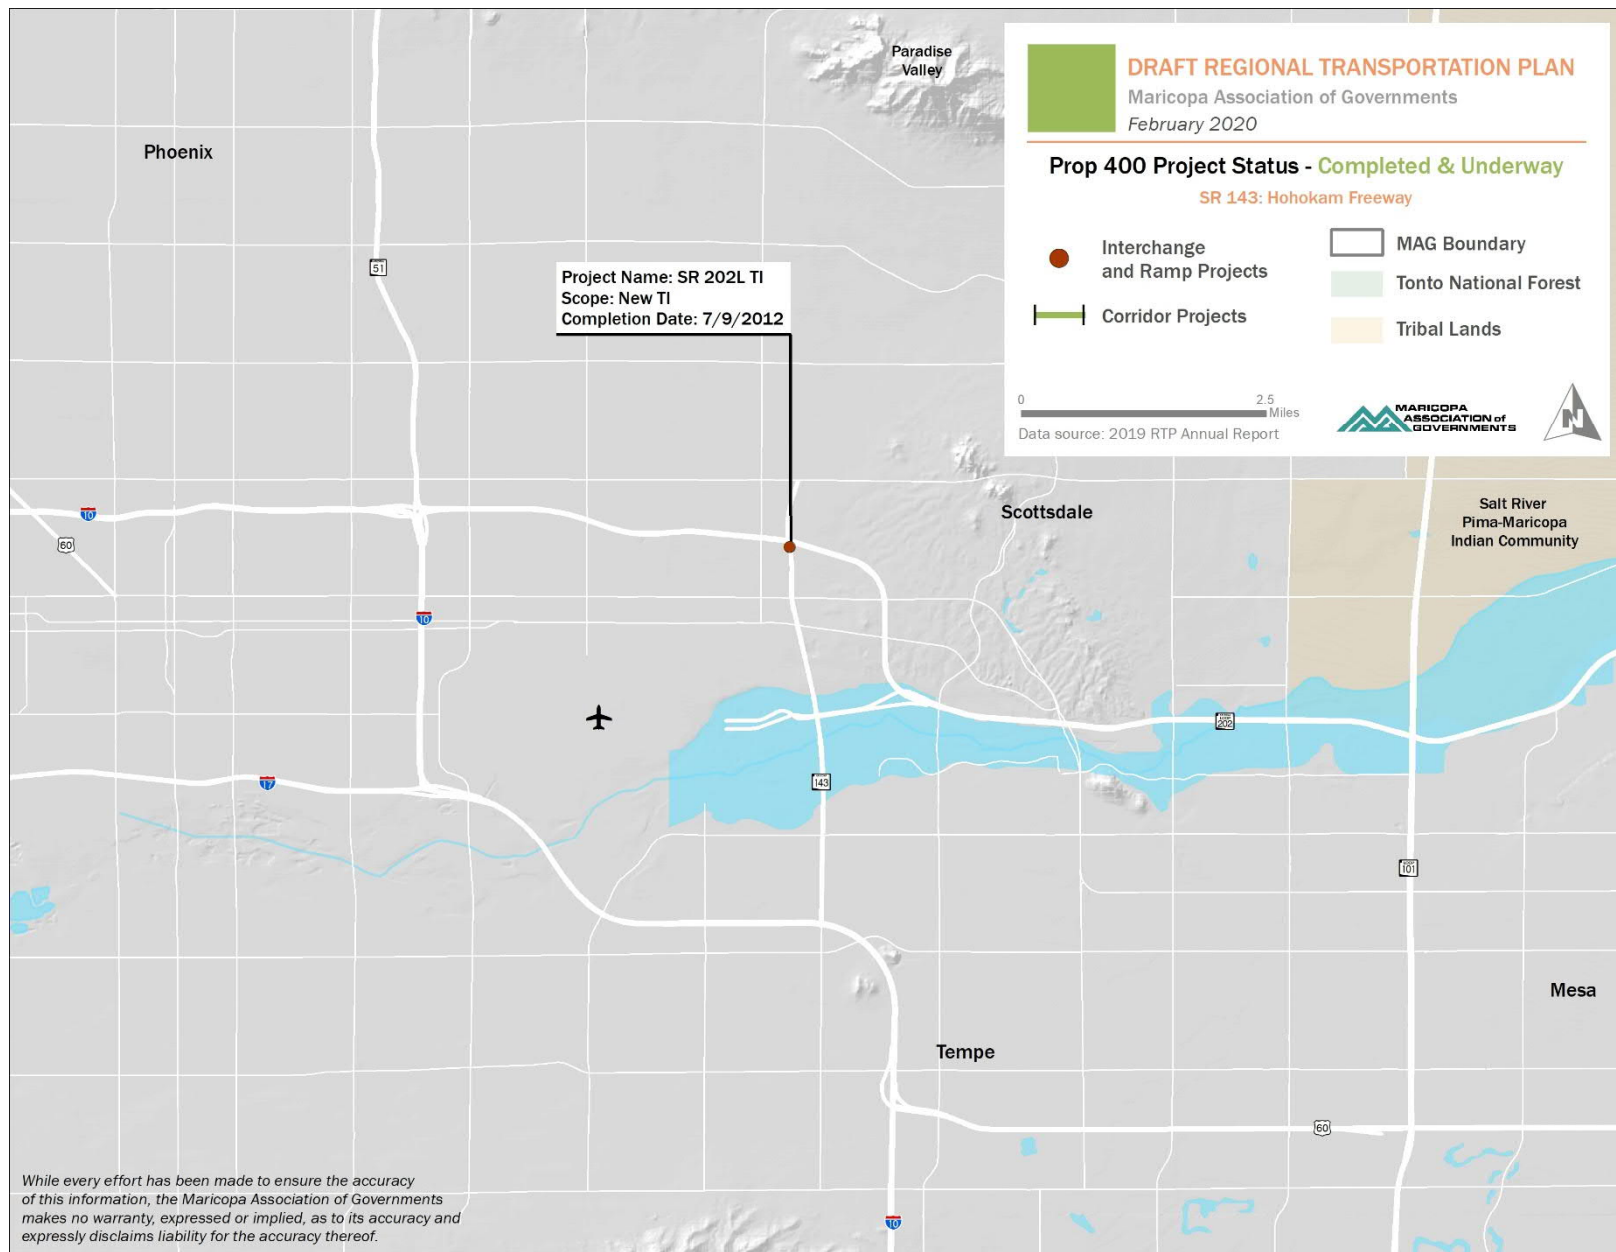 Paradise
Valley
Phoenix
DRAFT REGIONAL TRANSPORTATION PLAN
Maricopa Association of Governments
February 2020
Prop 400 Project Status - Completed & Underway
SR 143: Hohokam Freeway
Interchange
and Ramp Projects
Corridor Projects
MAG Boundary
Tonto National Forest
Tribal Lands
0 2.5
Miles
Data source: 2019 RTP Annual Report
MARICOPA
ASSOCIATION of
GOVERNMENTS
N
51
Project Name: SR 202L TI
Scope: New TI
Completion Date: 7/9/2012
10
60
Scottsdale
Salt River
Pima-Maricopa
Indian Community
10
202
17
143
101
Mesa
Tempe
60
10
While every effort has been made to ensure the accuracy
of this information, the Maricopa Association of Governments
makes no warranty, expressed or implied, as to its accuracy and
expressly disclaims liability for the accuracy thereof.